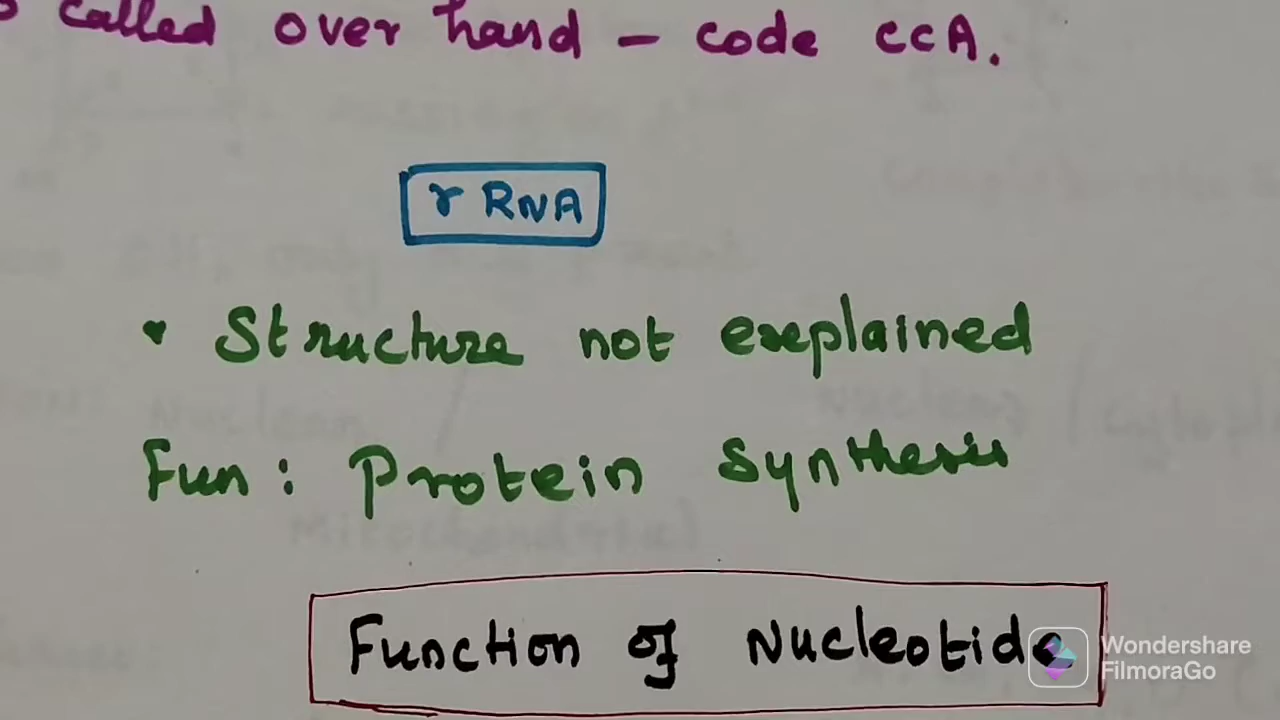 called over hand - code CCA.
rRNA
• Structure not explained
Fun: Protein synthesis
Function of Nucleotide
Wondershare
FilmoraGo